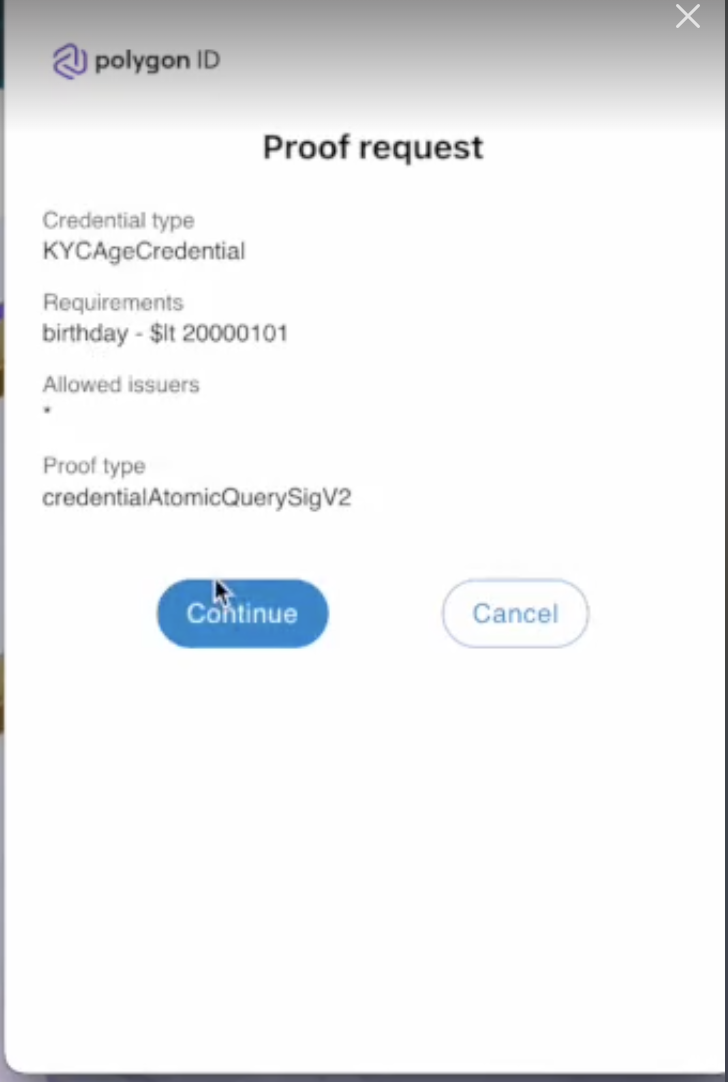 polygon ID
Proof request
Credential type
KYCAgeCredential
Requirements
birthday - $lt 20000101
Allowed issuers
*
Proof type
credentialAtomicQuerySigV2
Continue
Cancel